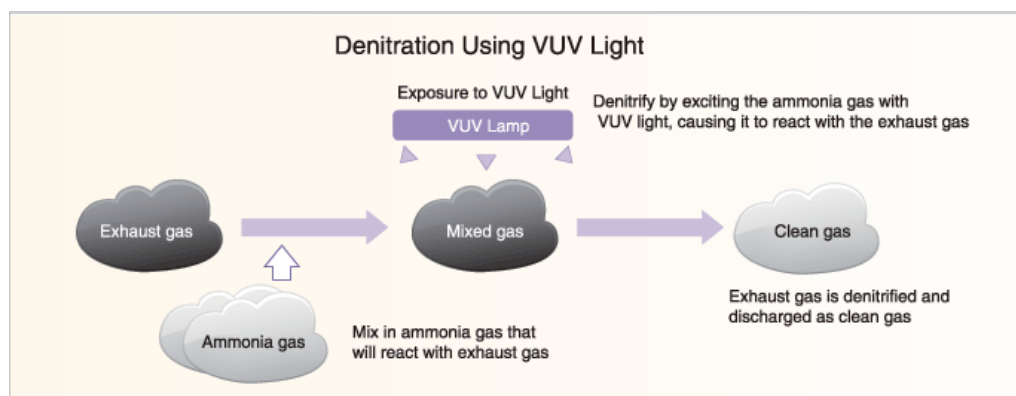 Denitration Using VUV Light
Exposure to VUV Light
VUV Lamp
Denitrify by exciting the ammonia gas with
VUV light, causing it to react with the exhaust gas
Exhaust gas
Mixed gas
Clean gas
Ammonia gas
Mix in ammonia gas that
will react with exhaust gas
Exhaust gas is denitrified and
discharged as clean gas